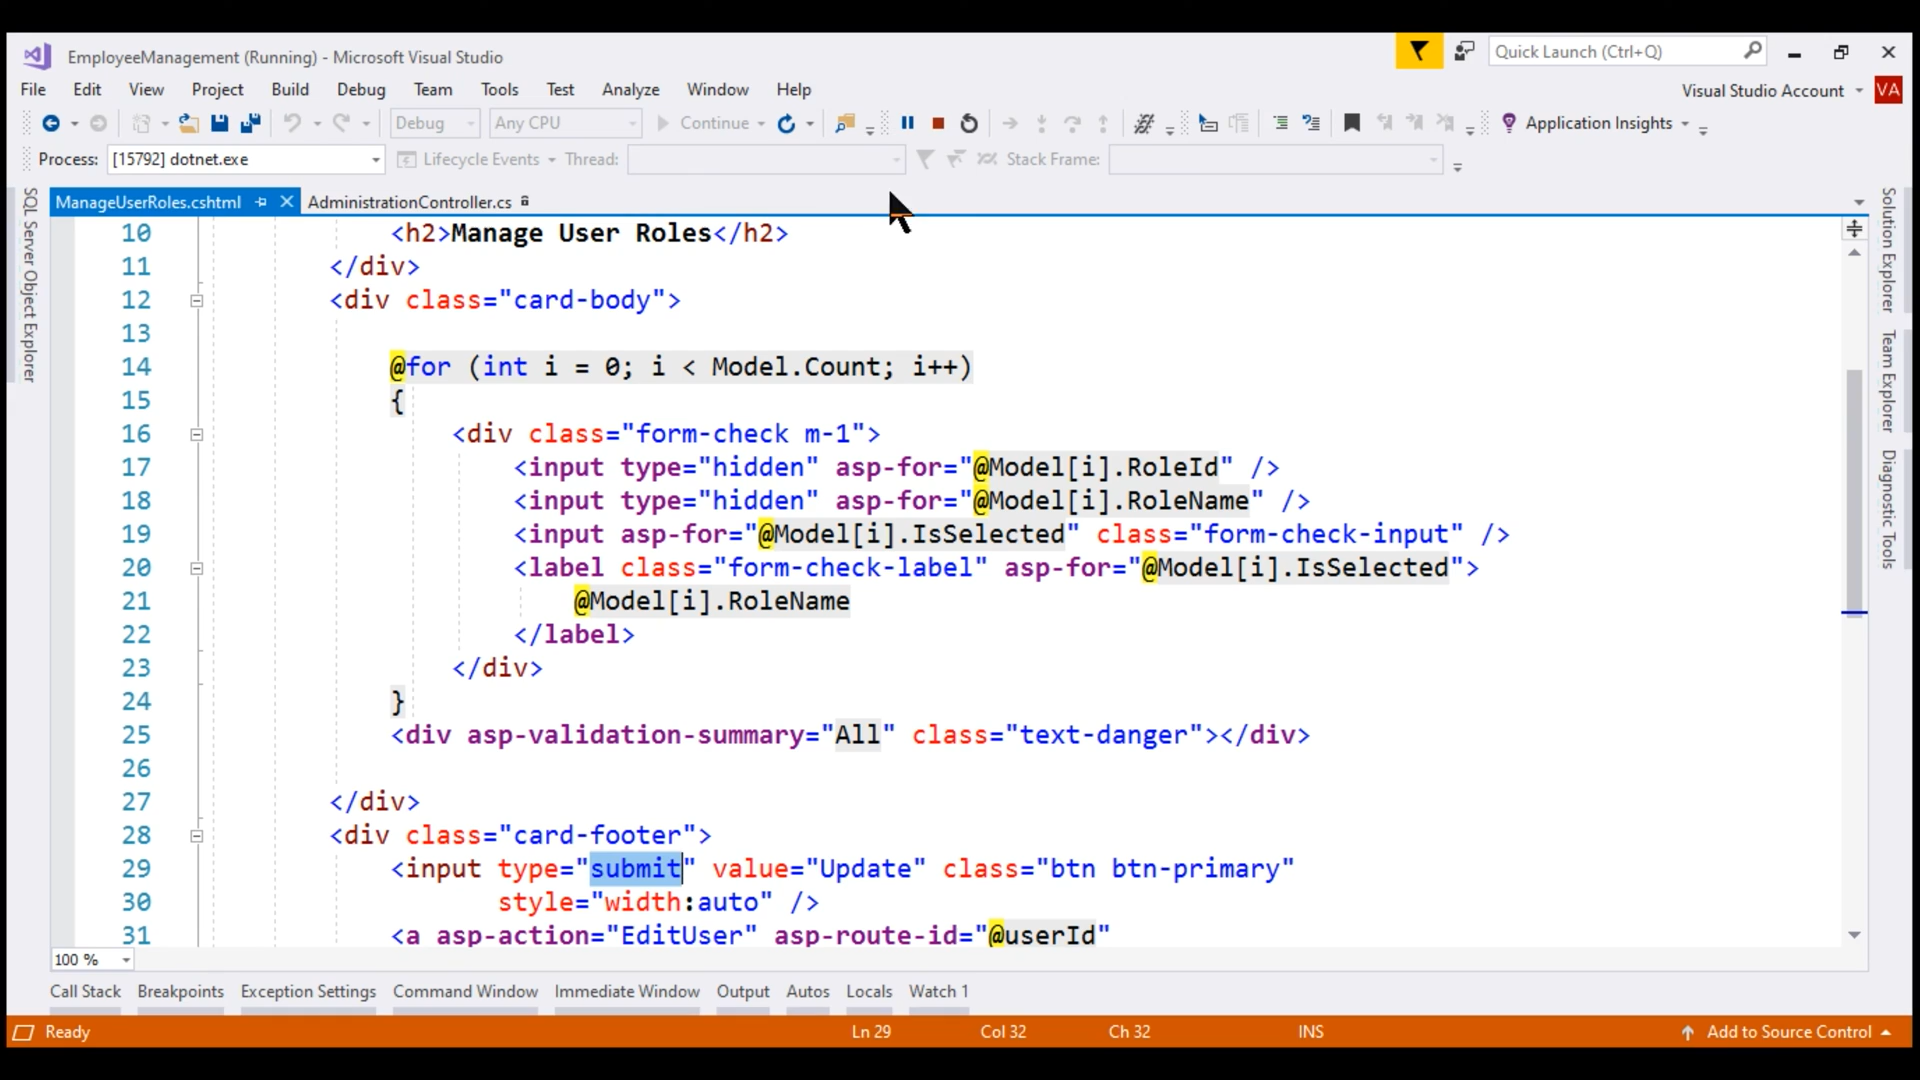 EmployeeManagement (Running) - Microsoft Visual Studio
Quick Launch (Ctrl+Q)
File Edit View Project Build Debug Team Tools Test Analyze Window Help
Visual Studio Account VA
Debug Any CPU Continue Application Insights
Process: [15792] dotnet.exe Lifecycle Events Thread: Stack Frame:
SQL Server Object Explorer
ManageUserRoles.cshtml AdministrationController.cs
10 <h2>Manage User Roles</h2>
11 </div>
12 <div class="card-body">
13
14 @for (int i = 0; i < Model.Count; i++)
15 {
16 <div class="form-check m-1">
17 <input type="hidden" asp-for="@Model[i].RoleId" />
18 <input type="hidden" asp-for="@Model[i].RoleName" />
19 <input asp-for="@Model[i].IsSelected" class="form-check-input" />
20 <label class="form-check-label" asp-for="@Model[i].IsSelected">
21 @Model[i].RoleName
22 </label>
23 </div>
24 }
25 <div asp-validation-summary="All" class="text-danger"></div>
26
27 </div>
28 <div class="card-footer">
29 <input type="submit" value="Update" class="btn btn-primary"
30 style="width:auto" />
31 <a asp-action="EditUser" asp-route-id="@userId"
Solution Explorer
Team Explorer
Diagnostic Tools
100 %
Call Stack Breakpoints Exception Settings Command Window Immediate Window Output Autos Locals Watch 1
Ready Ln 29 Col 32 Ch 32 INS Add to Source Control